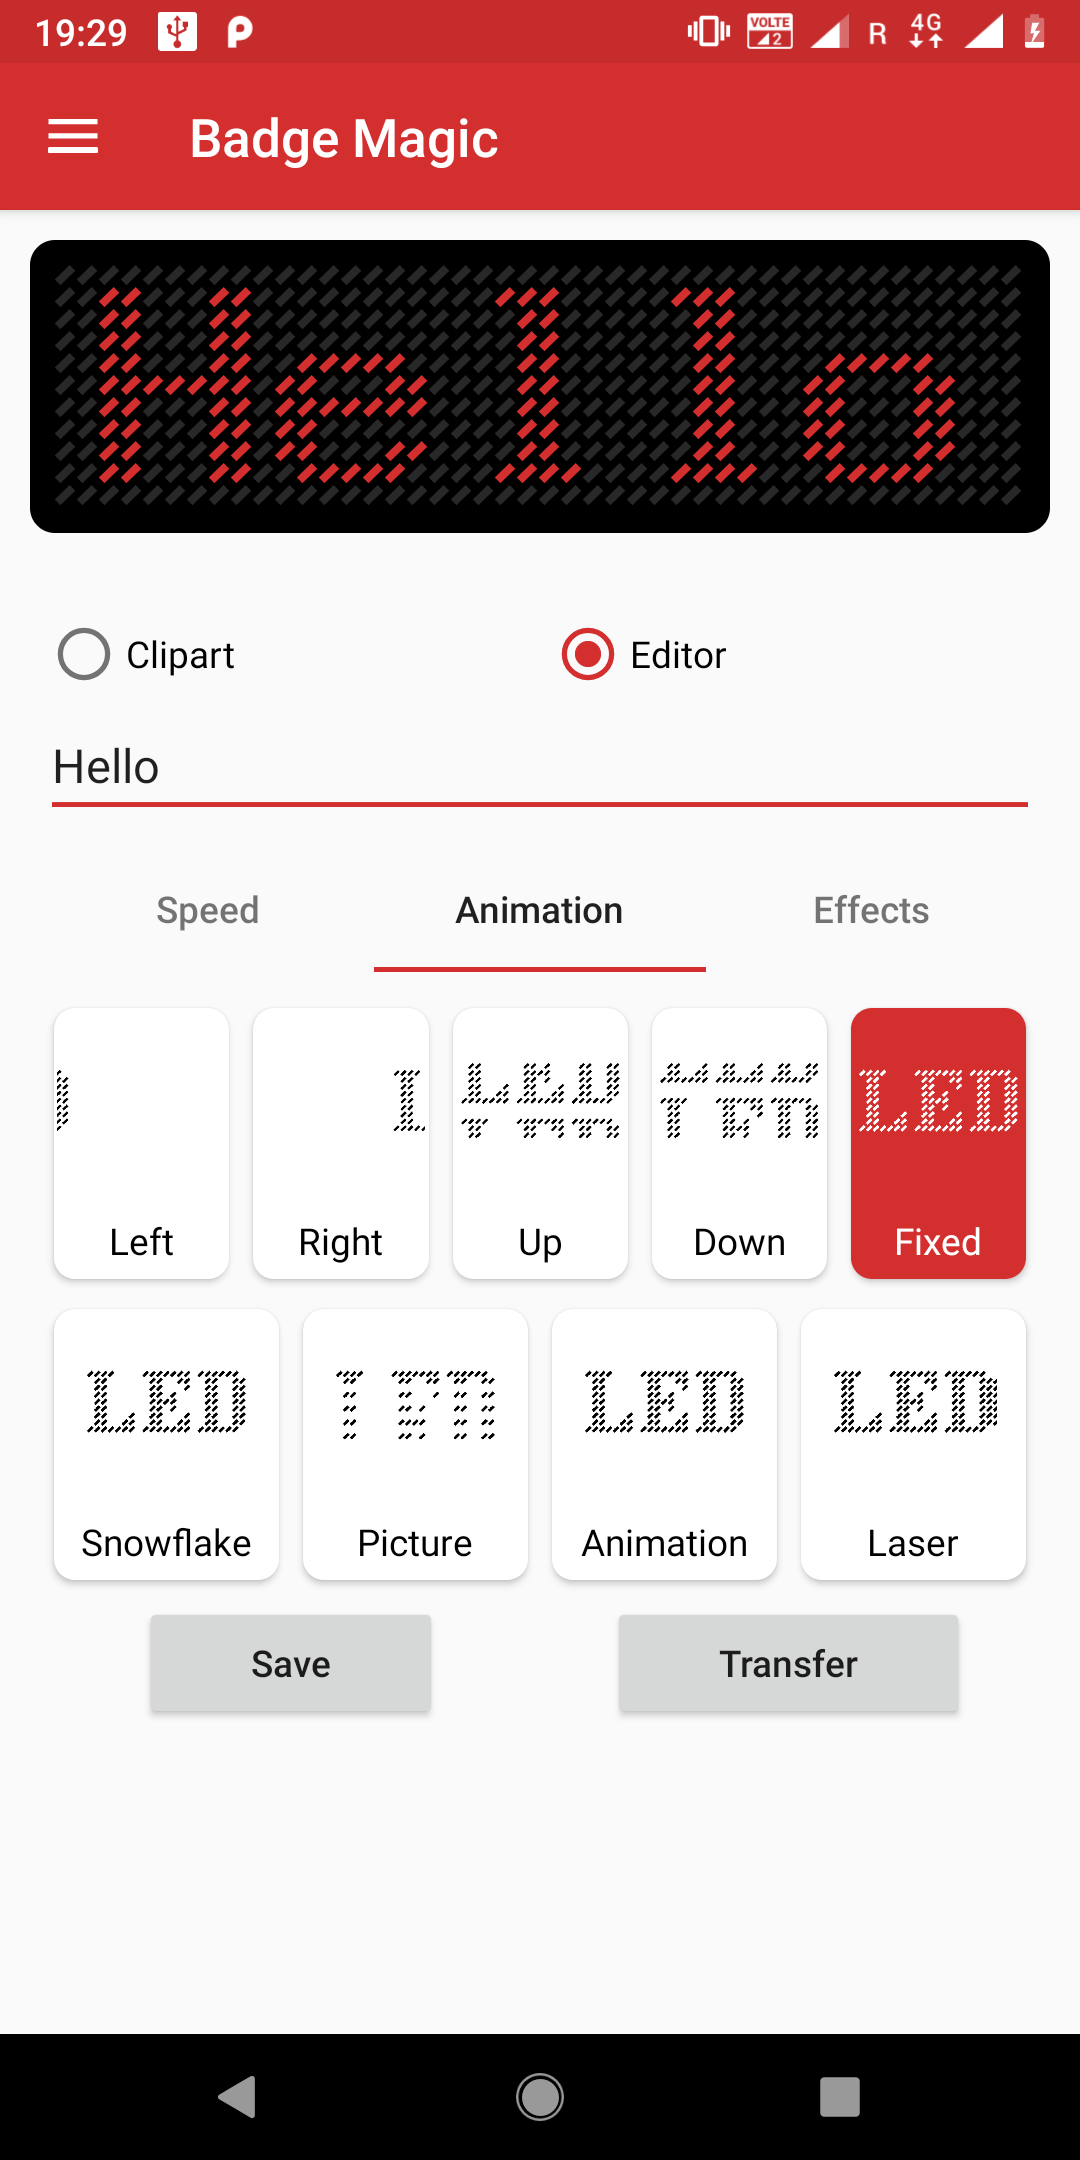 19:29 VOLTE 2 R 4G
Badge Magic
Hello
Clipart Editor
Hello
Speed Animation Effects
LED
Left Right Up Down Fixed
LED LED LED
Snowflake Picture Animation Laser
Save Transfer